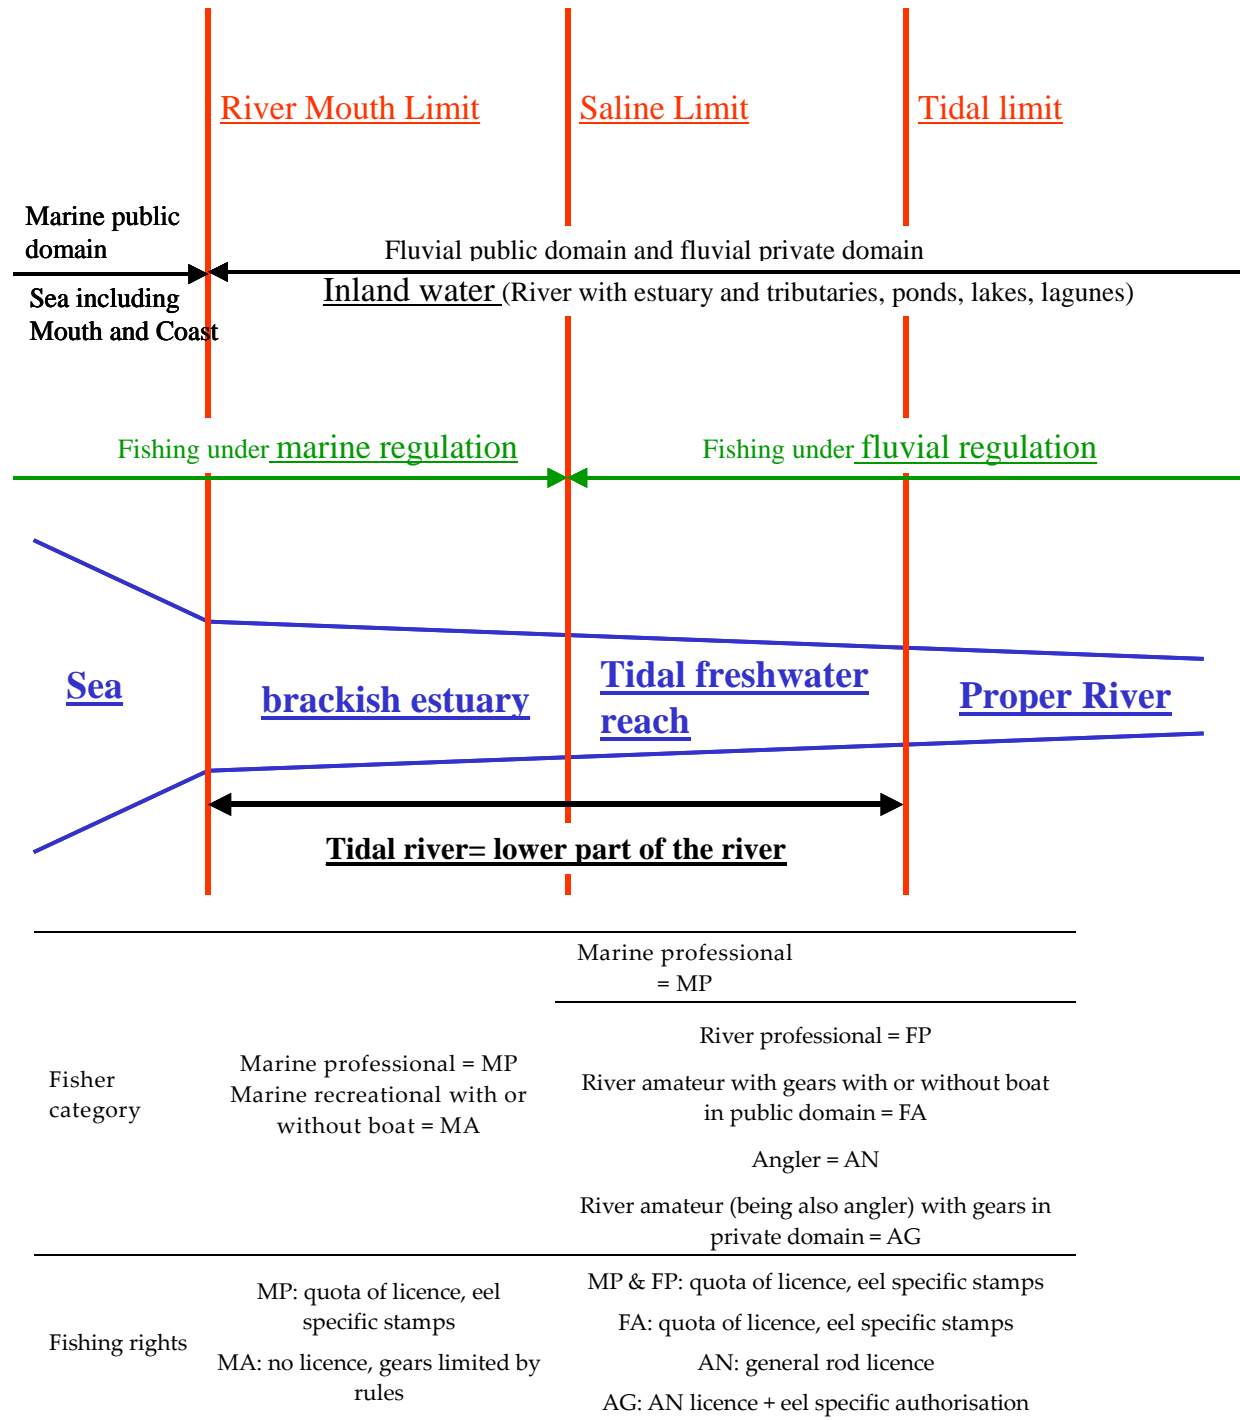 River Mouth Limit
Saline Limit
Tidal limit
Marine public
domain
Fluvial public domain and fluvial private domain
Sea including
Mouth and Coast
Inland water (River with estuary and tributaries, ponds, lakes, lagunes)
Fishing under marine regulation
Fishing under fluvial regulation
Sea
brackish estuary
Tidal freshwater
reach
Proper River
Tidal river= lower part of the river
Fisher
category
Marine professional = MP
Marine recreational with or
without boat = MA
Marine professional
= MP
River professional = FP
River amateur with gears with or without boat
in public domain = FA
Angler = AN
River amateur (being also angler) with gears in
private domain = AG
Fishing rights
MP: quota of licence, eel
specific stamps
MA: no licence, gears limited by
rules
MP & FP: quota of licence, eel specific stamps
FA: quota of licence, eel specific stamps
AN: general rod licence
AG: AN licence + eel specific authorisation